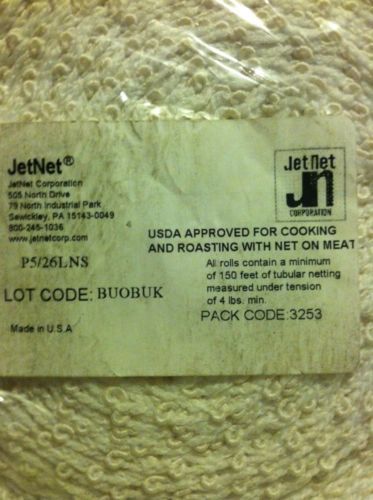 JetNet®
JetNet Corporation
505 North Drive
79 North Industrial Park
Sewickley, PA 15143-0049
800-245-1036
www.jetnetcorp.com
P5/26LNS
LOT CODE: BUOBUK
Made in U.S.A
Jet Net
JN
CORPORATION
USDA APPROVED FOR COOKING
AND ROASTING WITH NET ON MEAT
All rolls contain a minimum
of 150 feet of tubular netting
measured under tension
of 4 lbs. min.
PACK CODE:3253